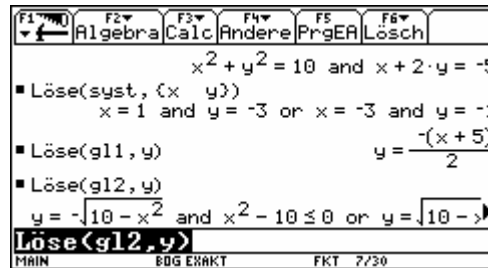 F1 F2 F3 F4 F5 F6
Algebra Calc Andere PrgEA Lösch
x² + y² = 10 and x + 2·y = -5
Löse(syst, {x y})
x = 1 and y = -3 or x = -3 and y = -
Löse(gl1, y) y = -(x + 5)/2
Löse(gl2, y)
y = -√(10 - x²) and x² - 10 ≤ 0 or y = √(10 -
Löse(gl2,y)
MAIN BOG EXAKT FKT 7/30